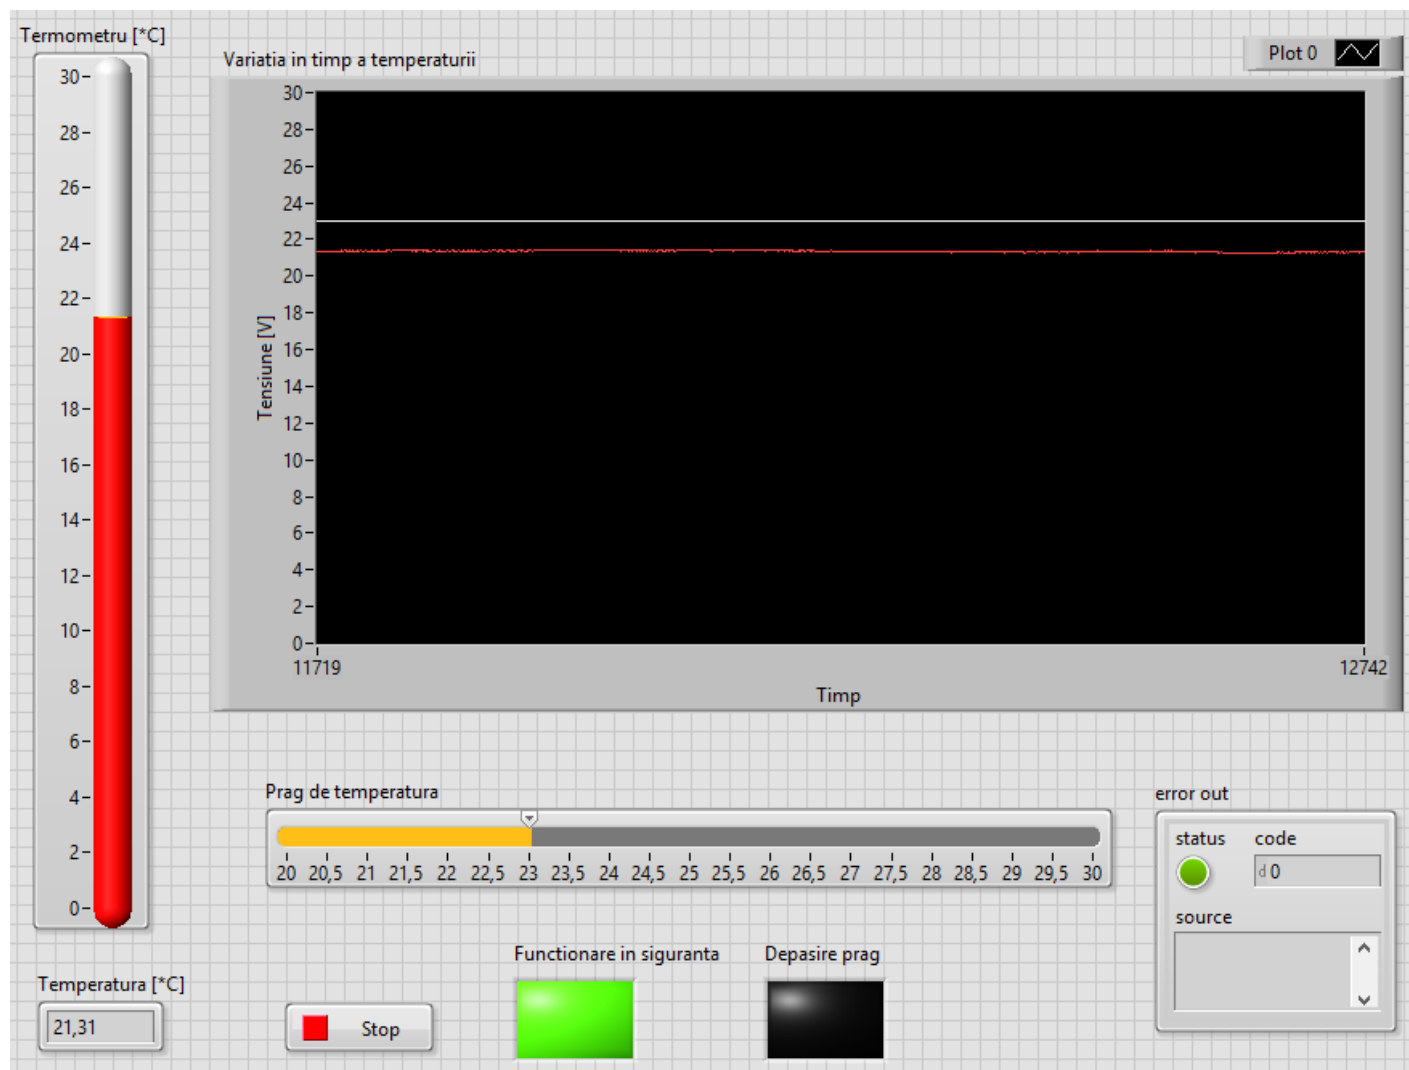 Termometru [*C]
30
28
26
24
22
20
18
16
14
12
10
8
6
4
2
0
Temperatura [*C]
21,31
Variatia in timp a temperaturii
Plot 0
30
28
26
24
22
20
18
16
14
12
10
8
6
4
2
0
Tensiune [V]
11719 12742
Timp
Prag de temperatura
20 20,5 21 21,5 22 22,5 23 23,5 24 24,5 25 25,5 26 26,5 27 27,5 28 28,5 29 29,5 30
Stop
Functionare in siguranta
Depasire prag
error out
status code
d 0
source